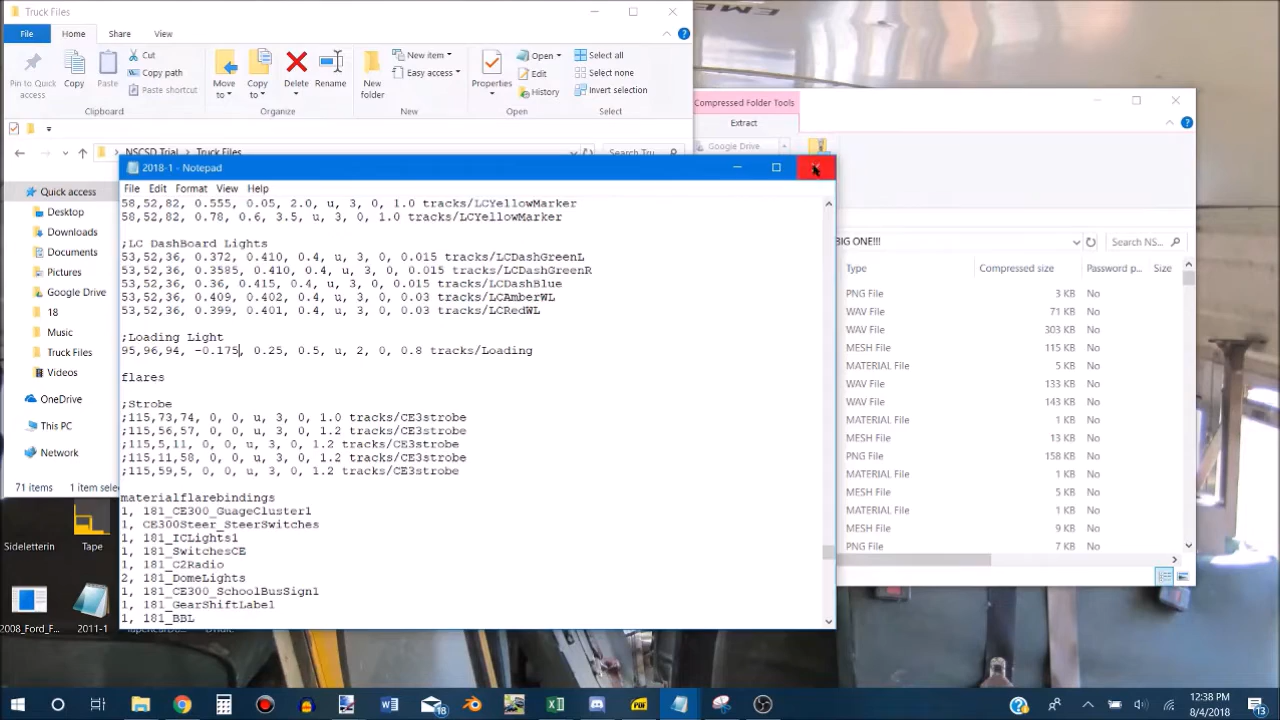 Truck Files
File Home Share View
Pin to Quick access
Copy
Paste
Cut
Copy path
Paste shortcut
Clipboard
Move to
Copy to
Delete
Rename
Organize
New folder
New item
Easy access
New
Properties
Open
Edit
History
Open
Select all
Select none
Invert selection
Select
Compressed Folder Tools
Extract
Google Drive
NSCSD Trial > Truck Files
Search Tru...
Quick access
Desktop
Downloads
Documents
Pictures
Google Drive
18
Music
Truck Files
Videos
OneDrive
This PC
Network
71 items 1 item selec
2018-1 - Notepad
File Edit Format View Help
58,52,82, 0.555, 0.05, 2.0, u, 3, 0, 1.0 tracks/LCYellowMarker
58,52,82, 0.78, 0.6, 3.5, u, 3, 0, 1.0 tracks/LCYellowMarker
;LC DashBoard Lights
53,52,36, 0.372, 0.410, 0.4, u, 3, 0, 0.015 tracks/LCDashGreenL
53,52,36, 0.3585, 0.410, 0.4, u, 3, 0, 0.015 tracks/LCDashGreenR
53,52,36, 0.36, 0.415, 0.4, u, 3, 0, 0.015 tracks/LCDashBlue
53,52,36, 0.409, 0.402, 0.4, u, 3, 0, 0.03 tracks/LCAmberWL
53,52,36, 0.399, 0.401, 0.4, u, 3, 0, 0.03 tracks/LCRedWL
;Loading Light
95,96,94, -0.175, 0.25, 0.5, u, 2, 0, 0.8 tracks/Loading
flares
;Strobe
;115,73,74, 0, 0, u, 3, 0, 1.0 tracks/CE3strobe
;115,56,57, 0, 0, u, 3, 0, 1.2 tracks/CE3strobe
;115,5,11, 0, 0, u, 3, 0, 1.2 tracks/CE3strobe
;115,11,58, 0, 0, u, 3, 0, 1.2 tracks/CE3strobe
;115,59,5, 0, 0, u, 3, 0, 1.2 tracks/CE3strobe
materialflarebindings
1, 181_CE300_GuageCluster1
1, CE300Steer_SteerSwitches
1, 181_ICLights1
1, 181_SwitchesCE
1, 181_C2Radio
2, 181_DomeLights
1, 181_CE300_SchoolBusSign1
1, 181_GearShiftLabel
1, 181_BBL
BIG ONE!!!
Search NS...
Type Compressed size Password p... Size
PNG File 3 KB No
WAV File 71 KB No
WAV File 303 KB No
MESH File 115 KB No
MATERIAL File 5 KB No
WAV File 133 KB No
WAV File 143 KB No
MATERIAL File 1 KB No
MESH File 13 KB No
PNG File 158 KB No
MATERIAL File 1 KB No
MESH File 5 KB No
MATERIAL File 1 KB No
MESH File 9 KB No
PNG File 7 KB No
Sideletterin
Tape
2008_Ford_F...
2011-1
18
12:38 PM
8/4/2018
13